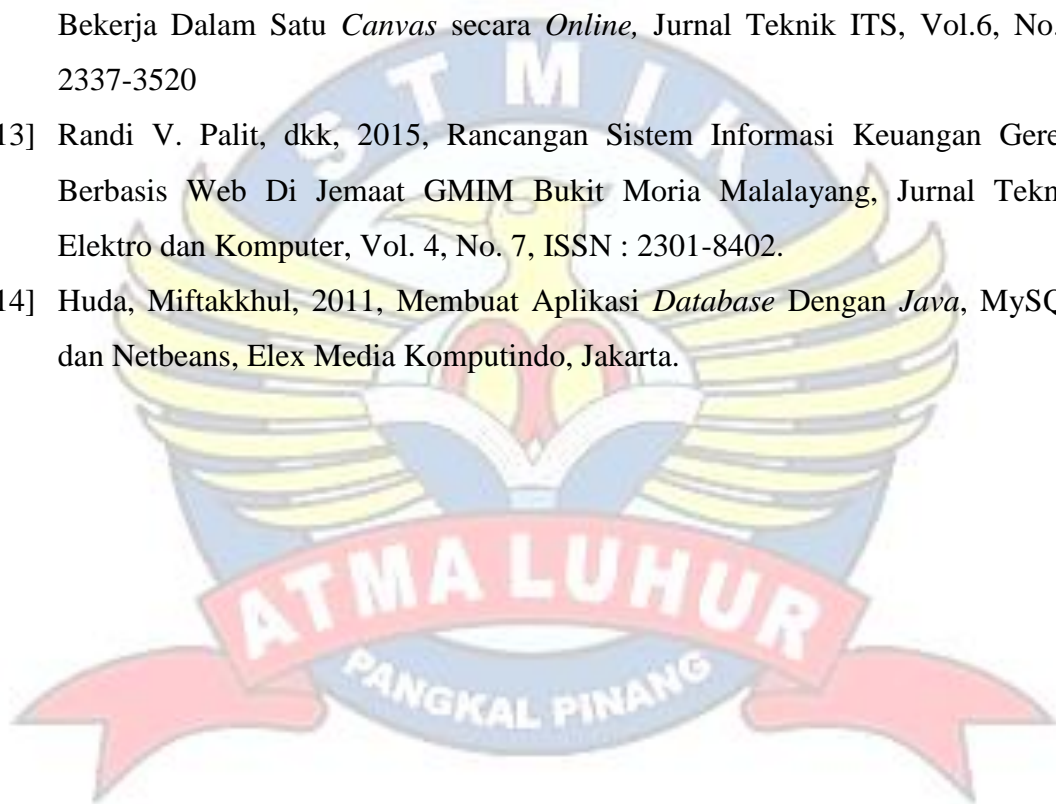 Bekerja Dalam Satu Canvas secara Online, Jurnal Teknik ITS, Vol.6, No.
2337-3520
13] Randi V. Palit, dkk, 2015, Rancangan Sistem Informasi Keuangan Gere
Berbasis Web Di Jemaat GMIM Bukit Moria Malalayang, Jurnal Tekn
Elektro dan Komputer, Vol. 4, No. 7, ISSN : 2301-8402.
14] Huda, Miftakkhul, 2011, Membuat Aplikasi Database Dengan Java, MySQ
dan Netbeans, Elex Media Komputindo, Jakarta.
STMIK
ATMA LUHUR
PANGKAL PINANG